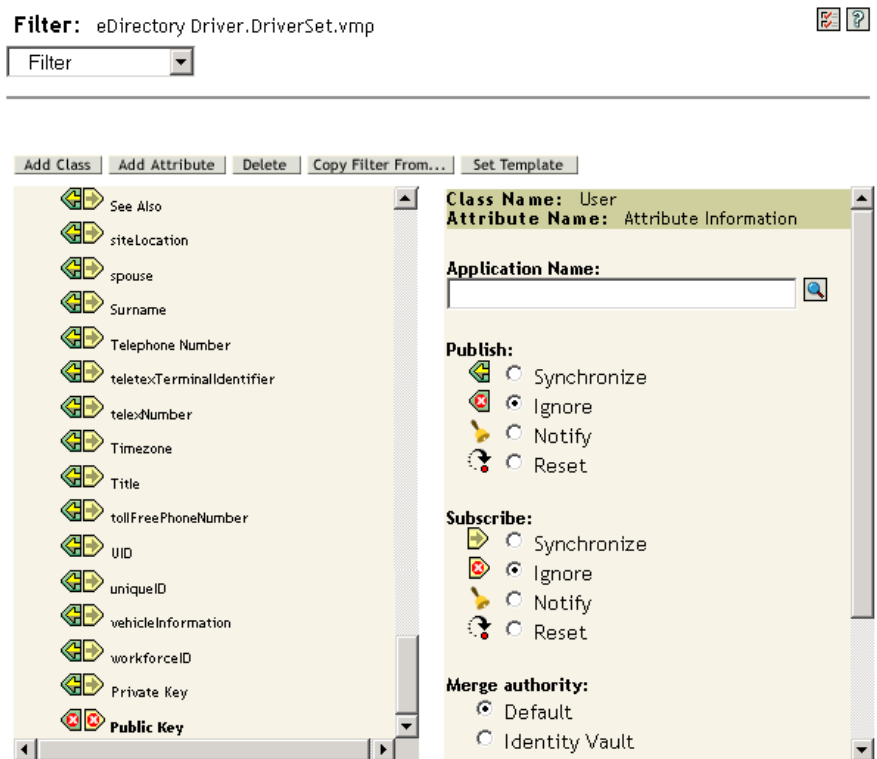 Filter: eDirectory Driver.DriverSet.vmp
?
Filter
Add Class Add Attribute Delete Copy Filter From... Set Template
See Also
siteLocation
spouse
Surname
Telephone Number
teletexTerminalIdentifier
telexNumber
Timezone
Title
tollFreePhoneNumber
UID
uniqueID
vehicleInformation
workforceID
Private Key
Public Key
Class Name: User
Attribute Name: Attribute Information
Application Name:
Publish:
Synchronize
Ignore
Notify
Reset
Subscribe:
Synchronize
Ignore
Notify
Reset
Merge authority:
Default
Identity Vault